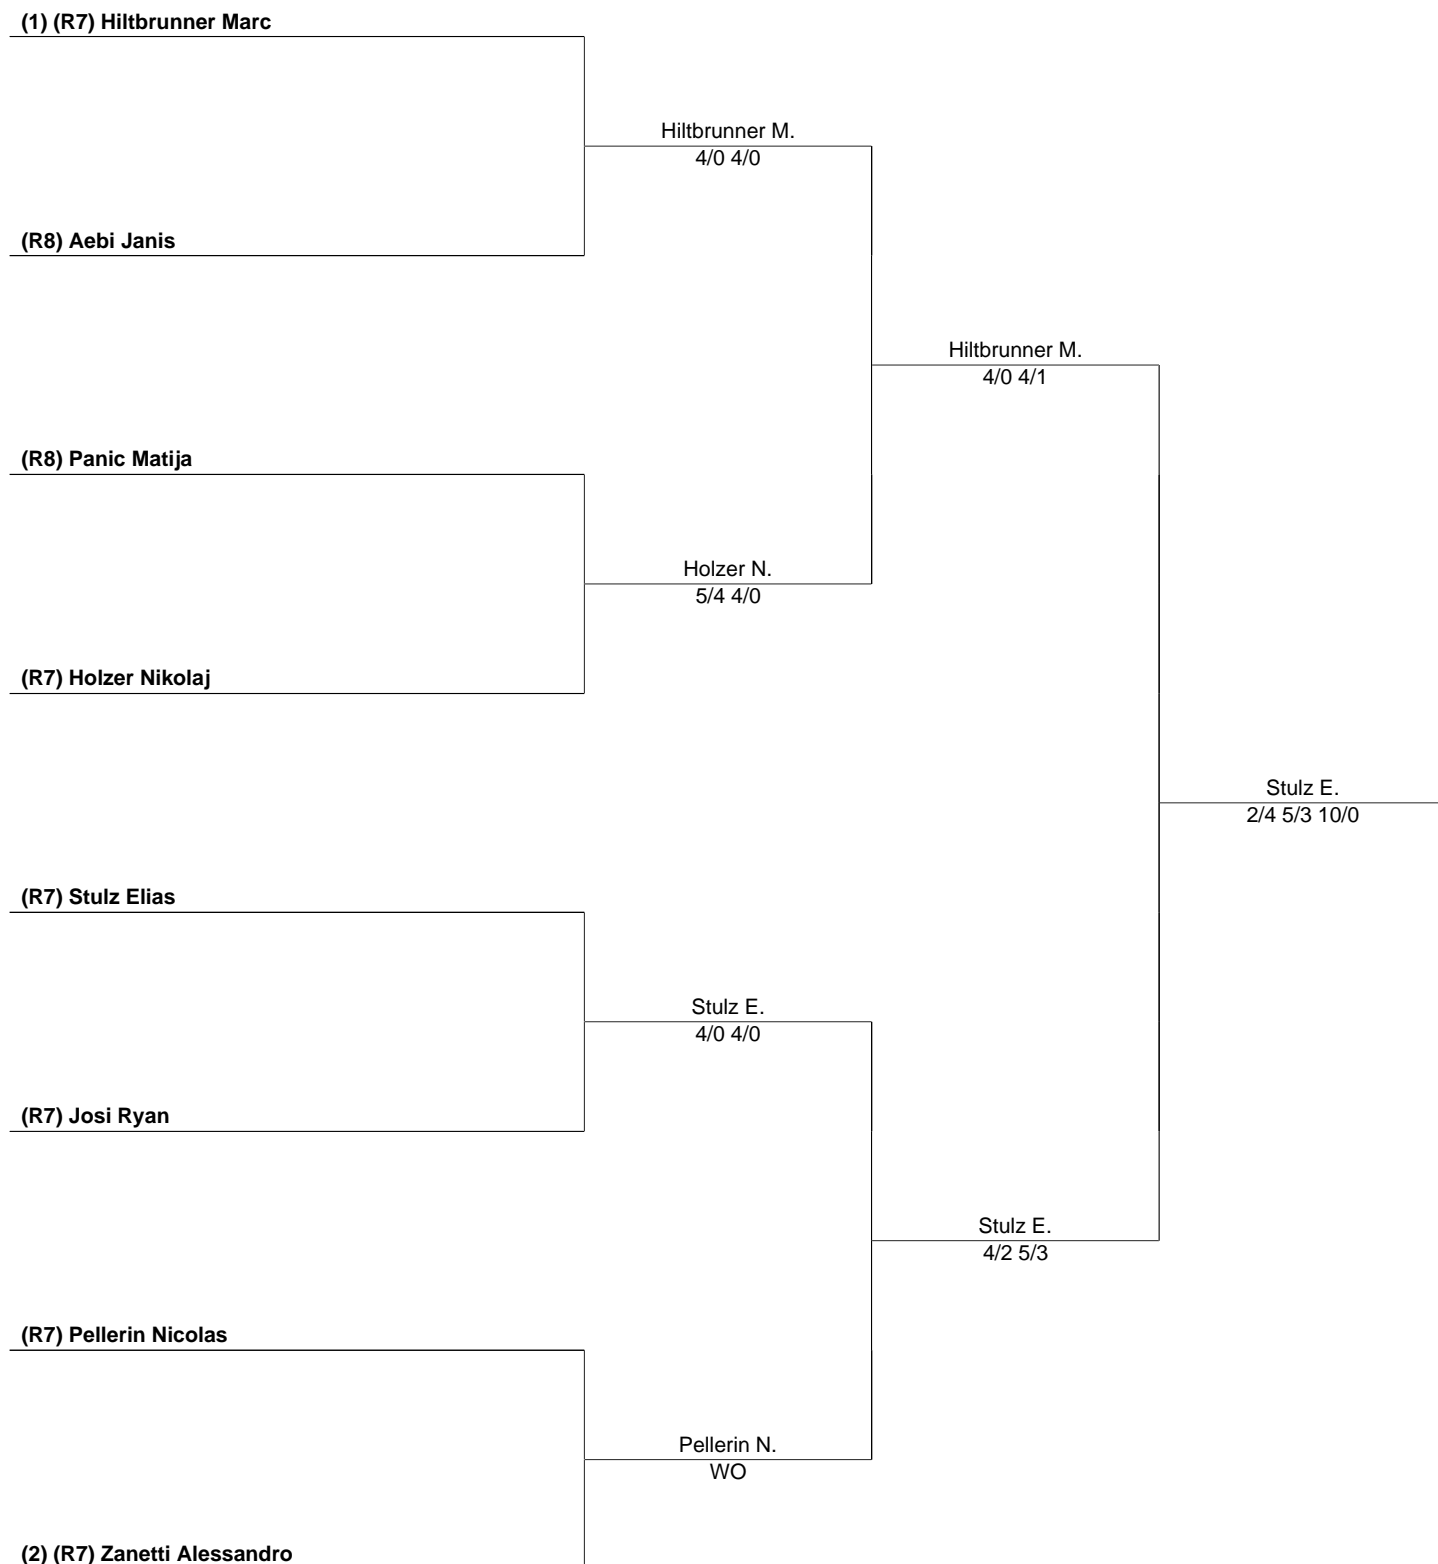 (1) (R7) Hiltbrunner Marc
Hiltbrunner M.
4/0 4/0
(R8) Aebi Janis
Hiltbrunner M.
4/0 4/1
(R8) Panic Matija
Holzer N.
5/4 4/0
(R7) Holzer Nikolaj
Stulz E.
2/4 5/3 10/0
(R7) Stulz Elias
Stulz E.
4/0 4/0
(R7) Josi Ryan
Stulz E.
4/2 5/3
(R7) Pellerin Nicolas
Pellerin N.
WO
(2) (R7) Zanetti Alessandro